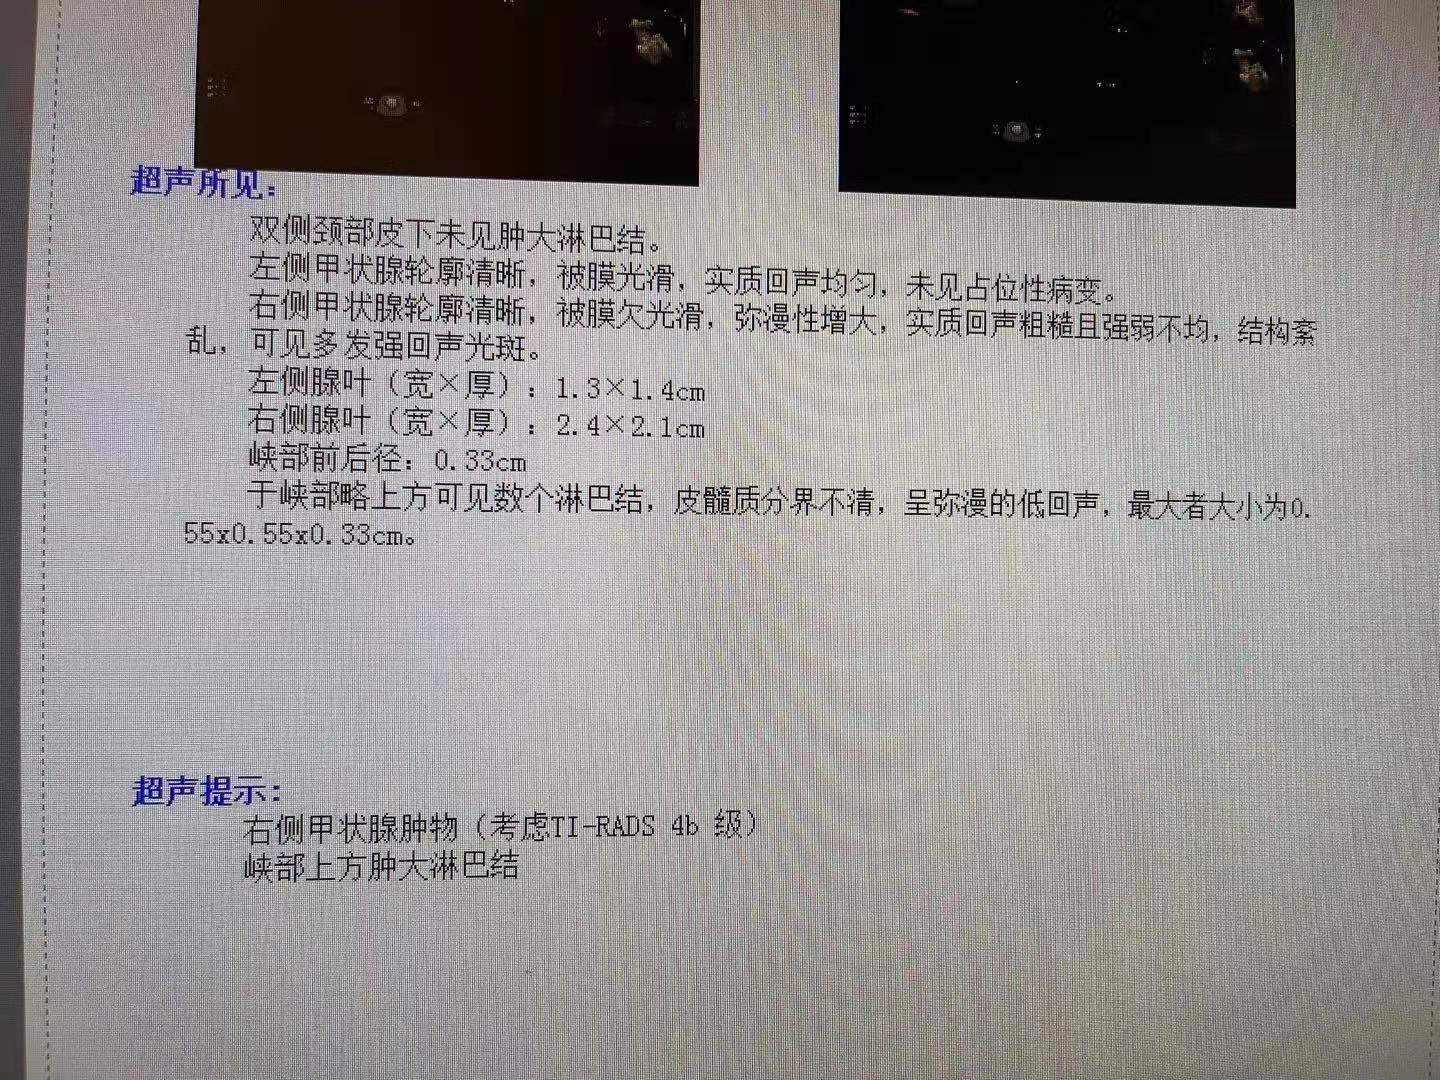 超声所见：
双侧颈部皮下未见肿大淋巴结。
左侧甲状腺轮廓清晰，被膜光滑，实质回声均匀，未见占位性病变。
右侧甲状腺轮廓清晰，被膜欠光滑，弥漫性增大，实质回声粗糙且强弱不均，结构紊
乱，可见多发强回声光斑。
左侧腺叶（宽×厚）：1.3×1.4cm
右侧腺叶（宽×厚）：2.4×2.1cm
峡部前后径：0.33cm
于峡部略上方可见数个淋巴结，皮髓质分界不清，呈弥漫的低回声，最大者大小为0.
55x0.55x0.33cm。
超声提示：
右侧甲状腺肿物（考虑TI-RADS 4b 级）
峡部上方肿大淋巴结